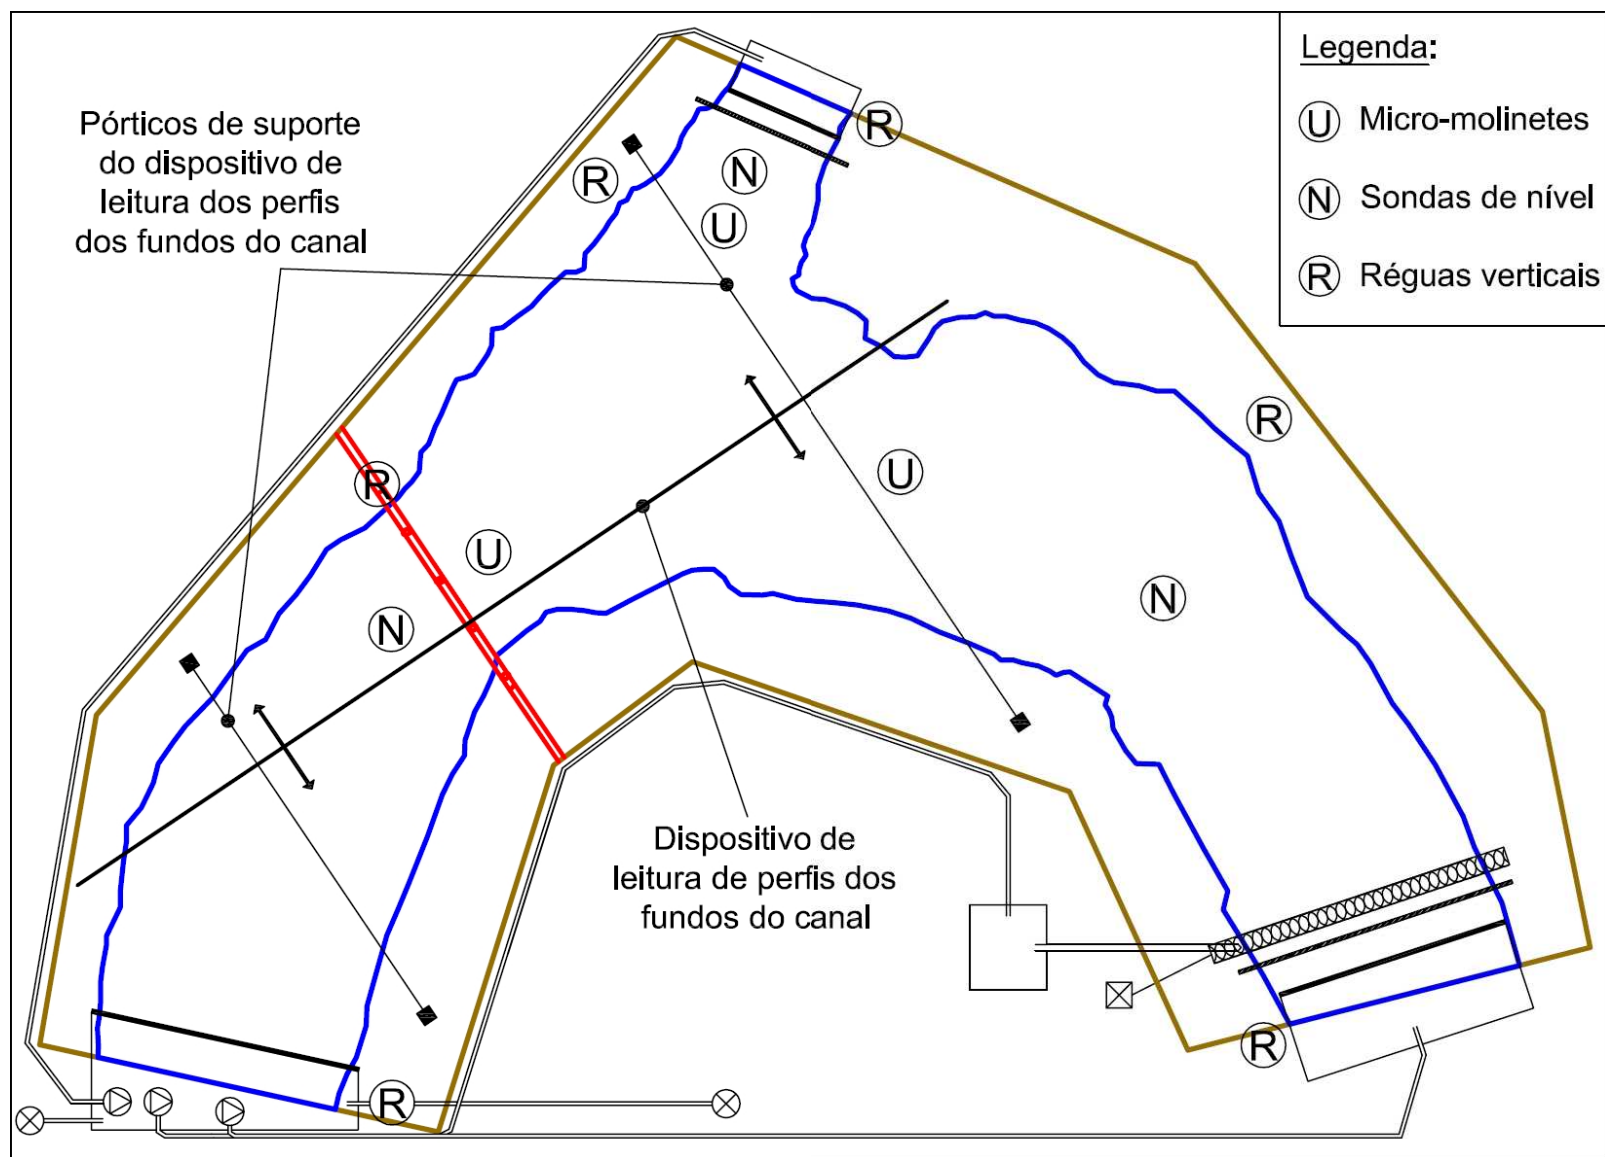 Legenda:
U Micro-molinetes
N Sondas de nível
R Réguas verticais
Pórticos de suporte
do dispositivo de
leitura dos perfis
dos fundos do canal
R
R
N
U
R
U
R
U
N
N
Dispositivo de
leitura de perfis dos
fundos do canal
R
R